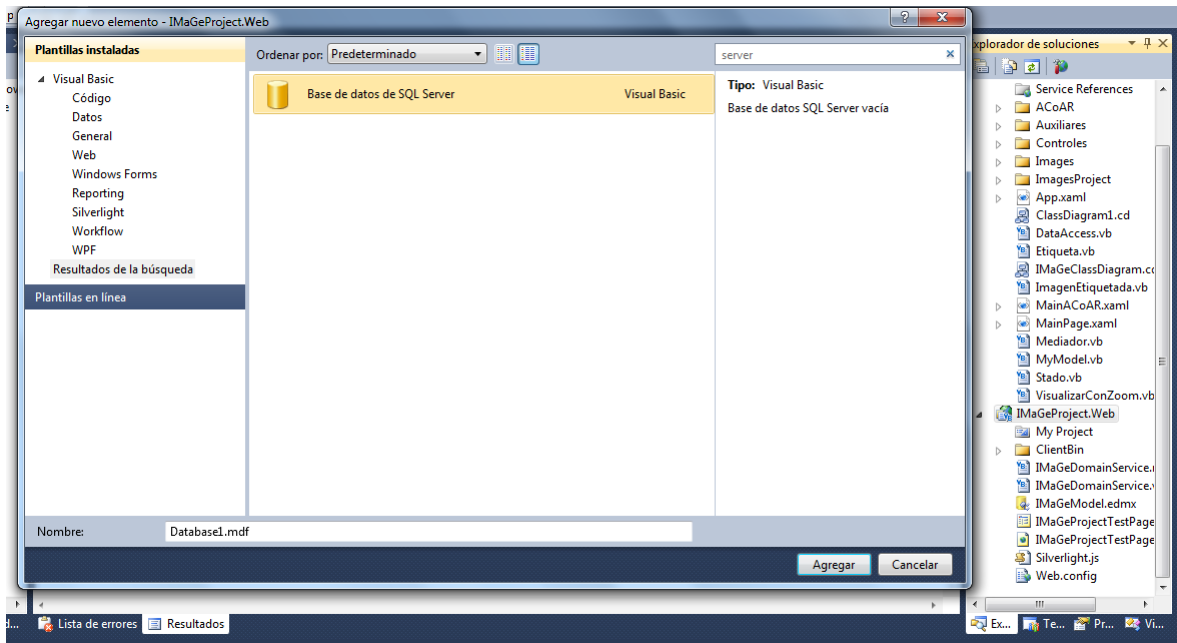 Agregar nuevo elemento - IMaGeProject.Web
Plantillas instaladas
Visual Basic
Código
Datos
General
Web
Windows Forms
Reporting
Silverlight
Workflow
WPF
Resultados de la búsqueda
Plantillas en línea
Ordenar por: Predeterminado
Base de datos de SQL Server Visual Basic
server
Tipo: Visual Basic
Base de datos SQL Server vacía
Nombre: Database1.mdf
Agregar Cancelar
xplorador de soluciones
Service References
ACoAR
Auxiliares
Controles
Images
ImagesProject
App.xaml
ClassDiagram1.cd
DataAccess.vb
Etiqueta.vb
IMaGeClassDiagram.c
ImagenEtiquetada.vb
MainACoAR.xaml
MainPage.xaml
Mediador.vb
MyModel.vb
Stado.vb
VisualizarConZoom.vb
IMaGeProject.Web
My Project
ClientBin
IMaGeDomainService.
IMaGeDomainService.
IMaGeModel.edmx
IMaGeProjectTestPage
IMaGeProjectTestPage
Silverlight.js
Web.config
d... Lista de errores Resultados
Ex... Te... Pr... Vi...